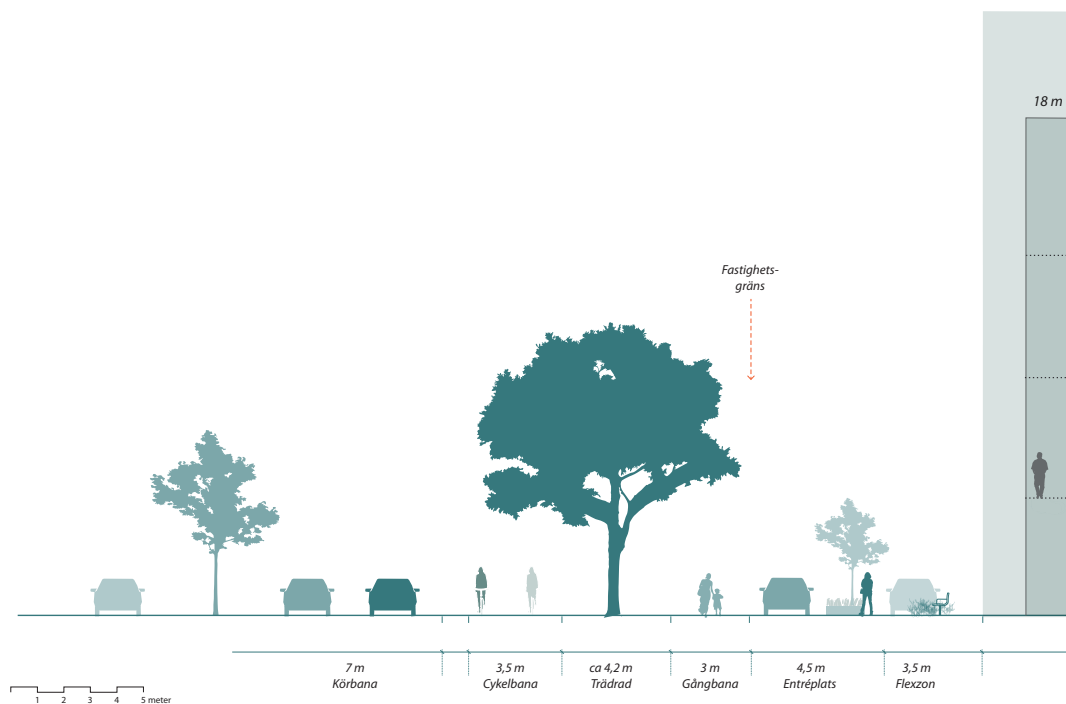 18 m
Fastighets-
gräns
7 m
Körbana
3,5 m
Cykelbana
ca 4,2 m
Trädrad
3 m
Gångbana
4,5 m
Entréplats
3,5 m
Flexzon
1 2 3 4 5 meter